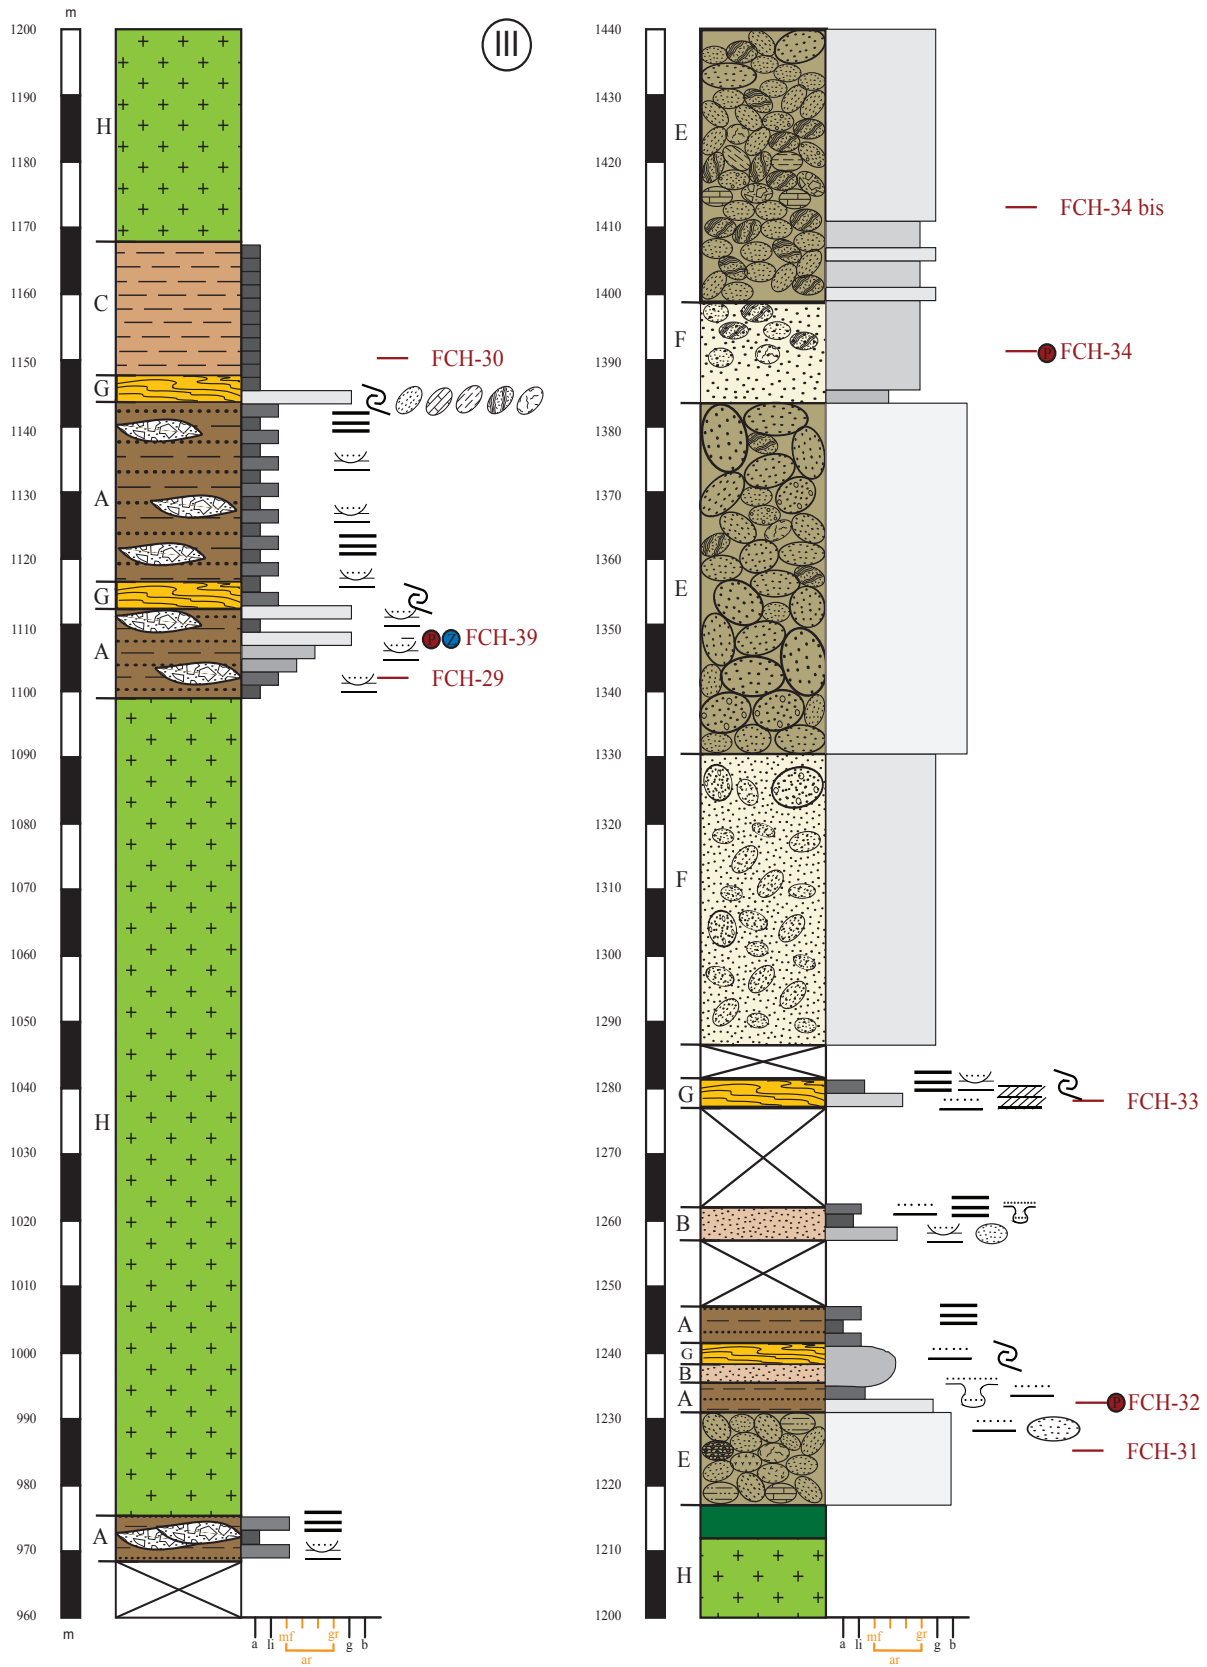 m
III
1200
1190
H
1180
1170
1160
C
1150
FCH-30
G
1140
1130
A
1120
G
1110
P Z FCH-39
A
FCH-29
1100
1090
1080
1070
1060
1050
1040
H
1030
1020
1010
1000
990
980
A
970
960
m
a li mf gr g b
ar
1440
1430
E
1420
FCH-34 bis
1410
1400
F
P FCH-34
1390
1380
1370
1360
E
1350
1340
1330
1320
F
1310
1300
1290
1280
G
FCH-33
1270
B
1260
1250
A
1240
G
B
A
P FCH-32
1230
FCH-31
E
1220
1210
H
1200
a li mf gr g b
ar